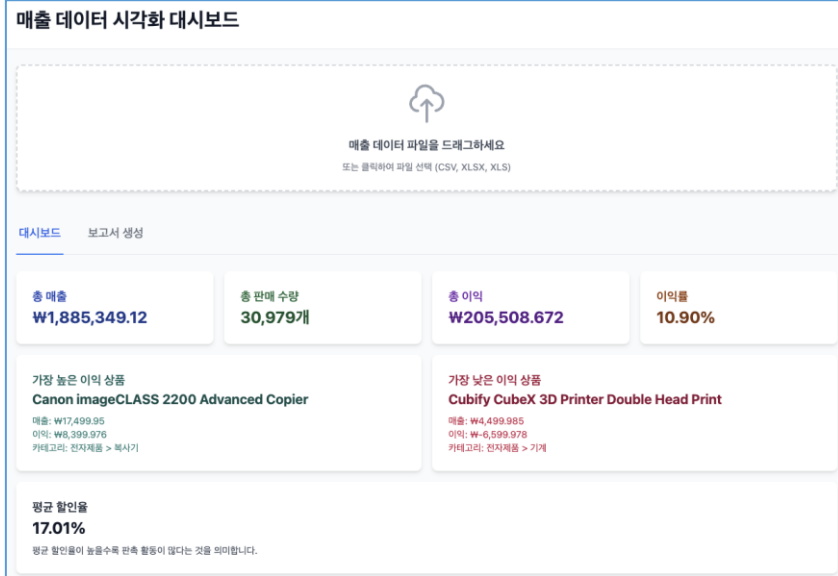 매출 데이터 시각화 대시보드
매출 데이터 파일을 드래그하세요
또는 클릭하여 파일 선택 (CSV, XLSX, XLS)
대시보드
보고서 생성
총 매출
₩1,885,349.12
총 판매 수량
30,979개
총 이익
₩205,508.672
이익률
10.90%
가장 높은 이익 상품
Canon imageCLASS 2200 Advanced Copier
매출: ₩17,499.95
이익: ₩8,399.976
카테고리: 전자제품 > 복사기
가장 낮은 이익 상품
Cubify CubeX 3D Printer Double Head Print
매출: ₩4,499.985
이익: ₩-6,599.978
카테고리: 전자제품 > 기계
평균 할인율
17.01%
평균 할인율이 높을수록 판촉 활동이 많다는 것을 의미합니다.